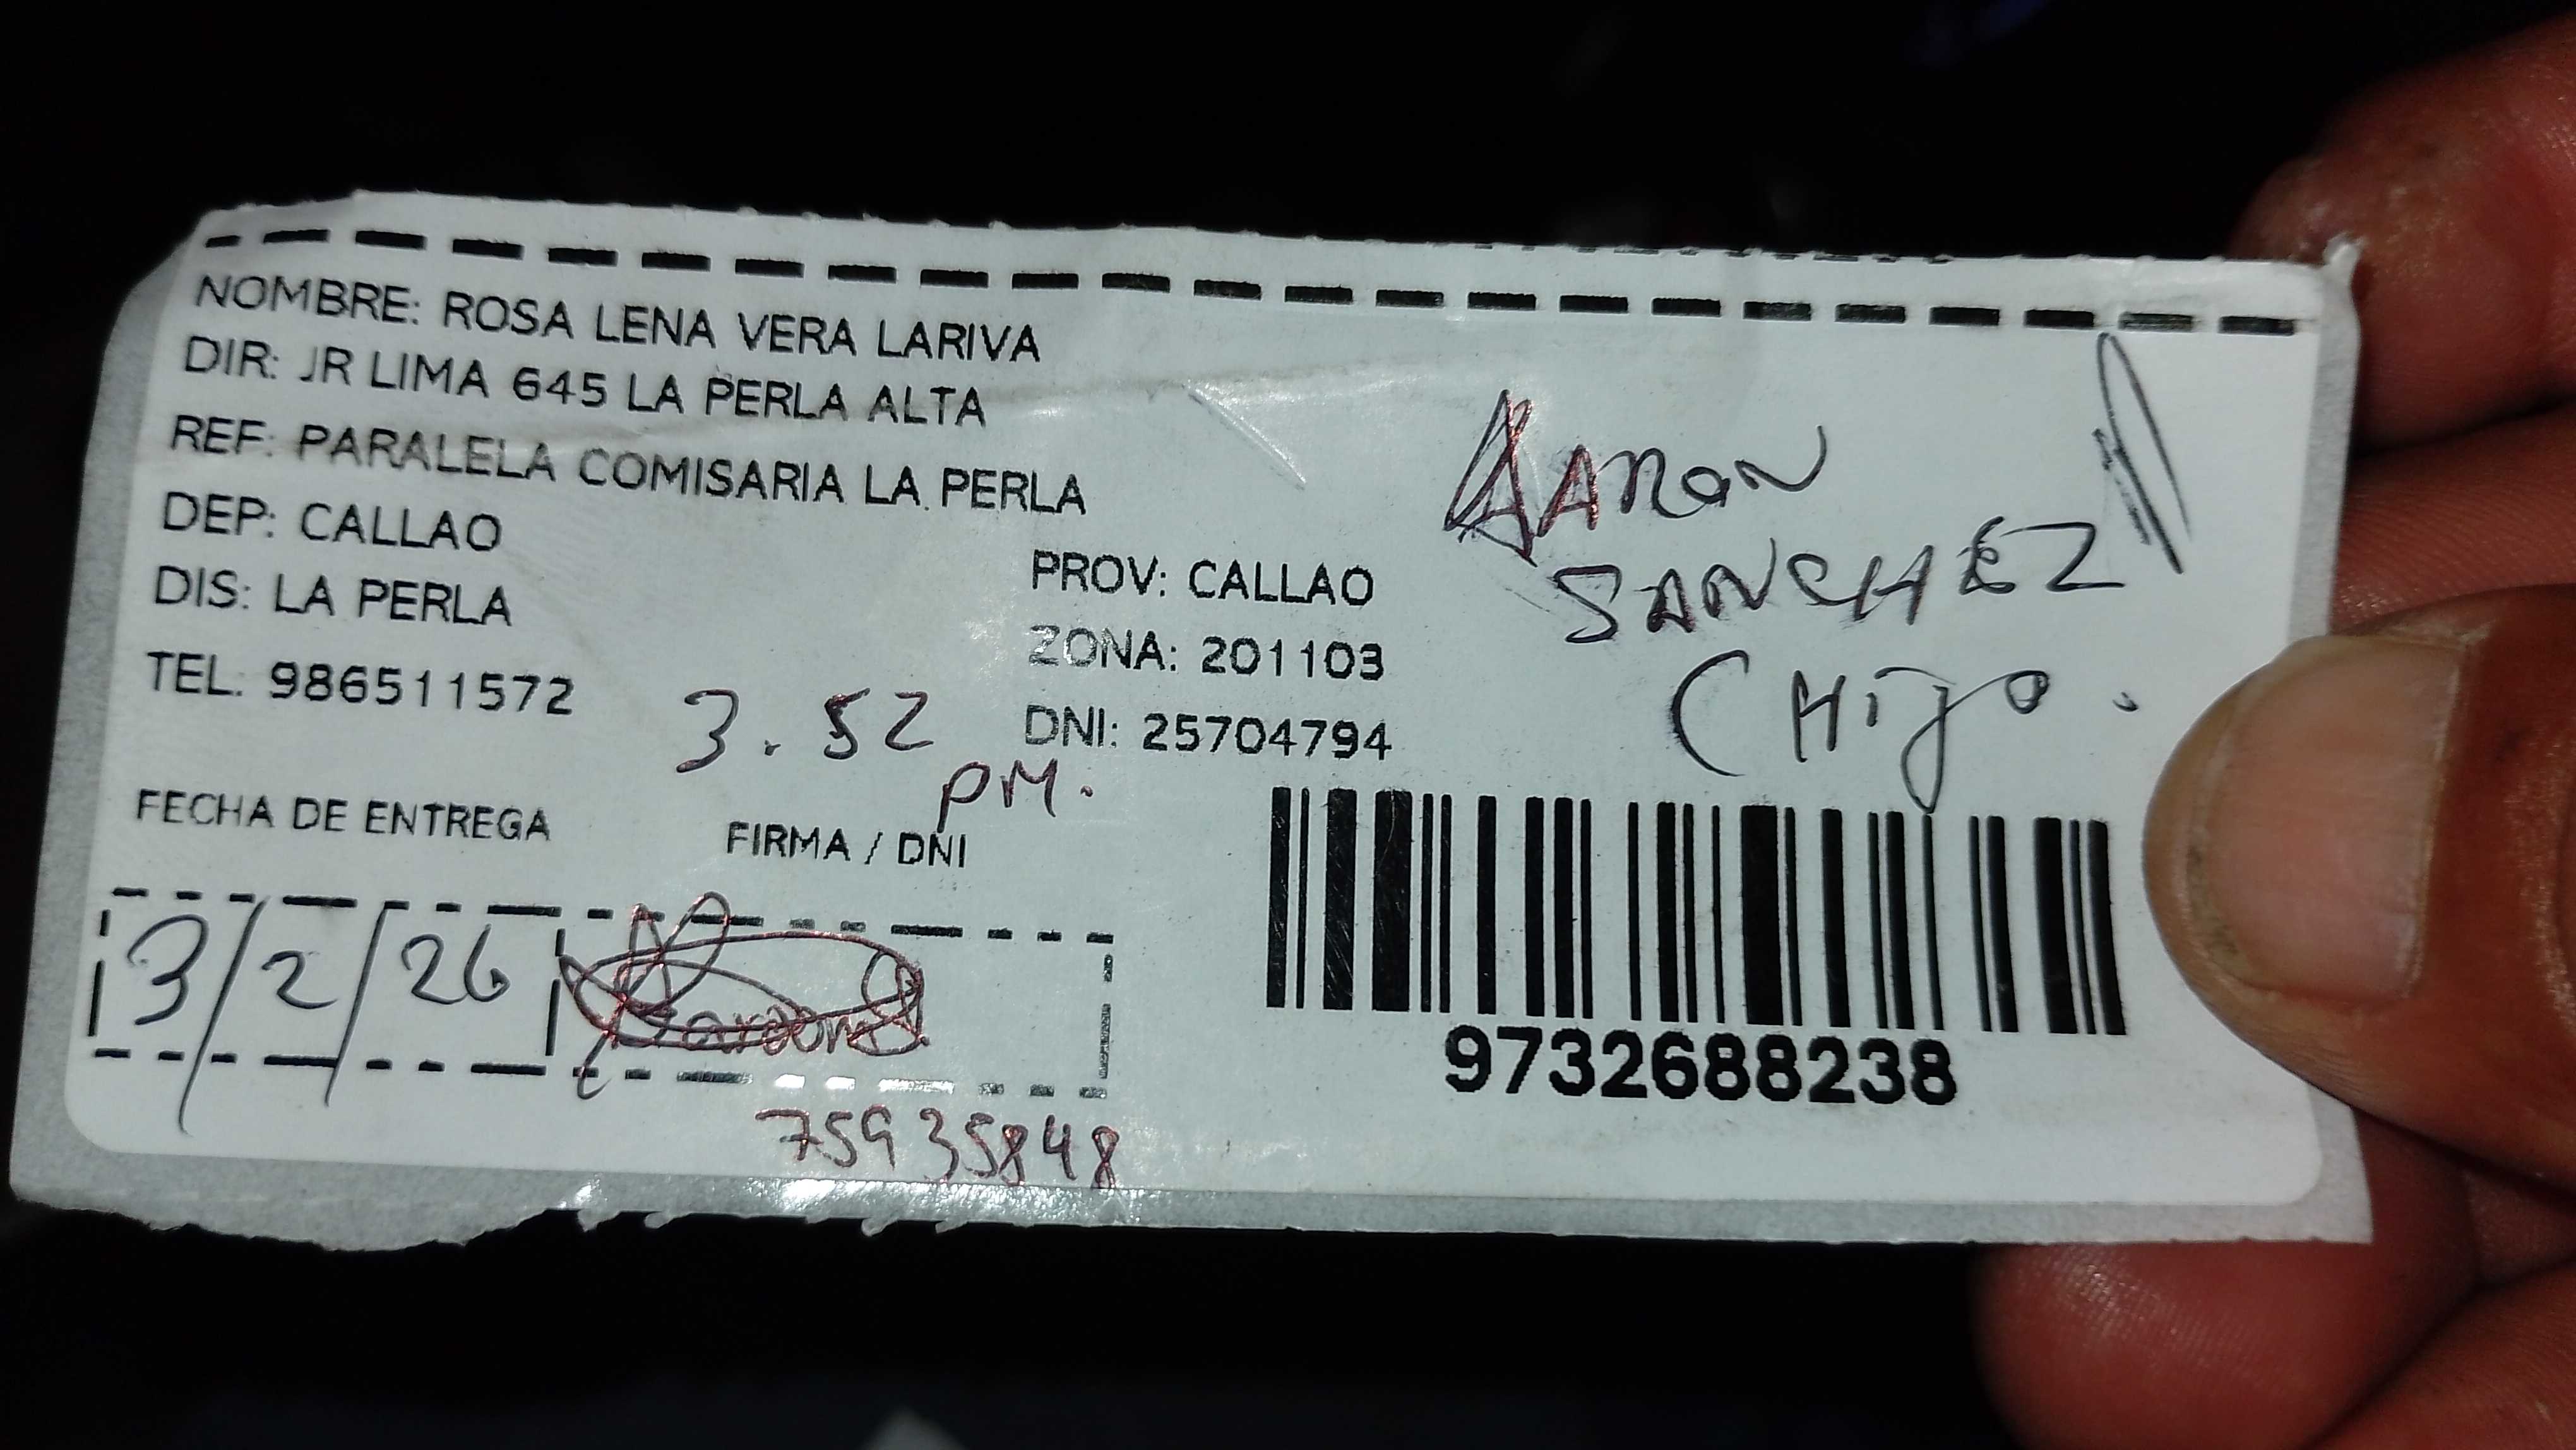 NOMBRE: ROSA LENA VERA LARIVA
DIR: JR LIMA 645 LA PERLA ALTA
REF: PARALELA COMISARIA LA PERLA
DEP: CALLAO
PROV: CALLAO
DIS: LA PERLA
ZONA: 201103
TEL: 986511572
DNI: 25704794
3.52
PM.
AARON
SANCHEZ
(Hijo.
FECHA DE ENTREGA
FIRMA / DNI
3/2/26
75935848
9732688238